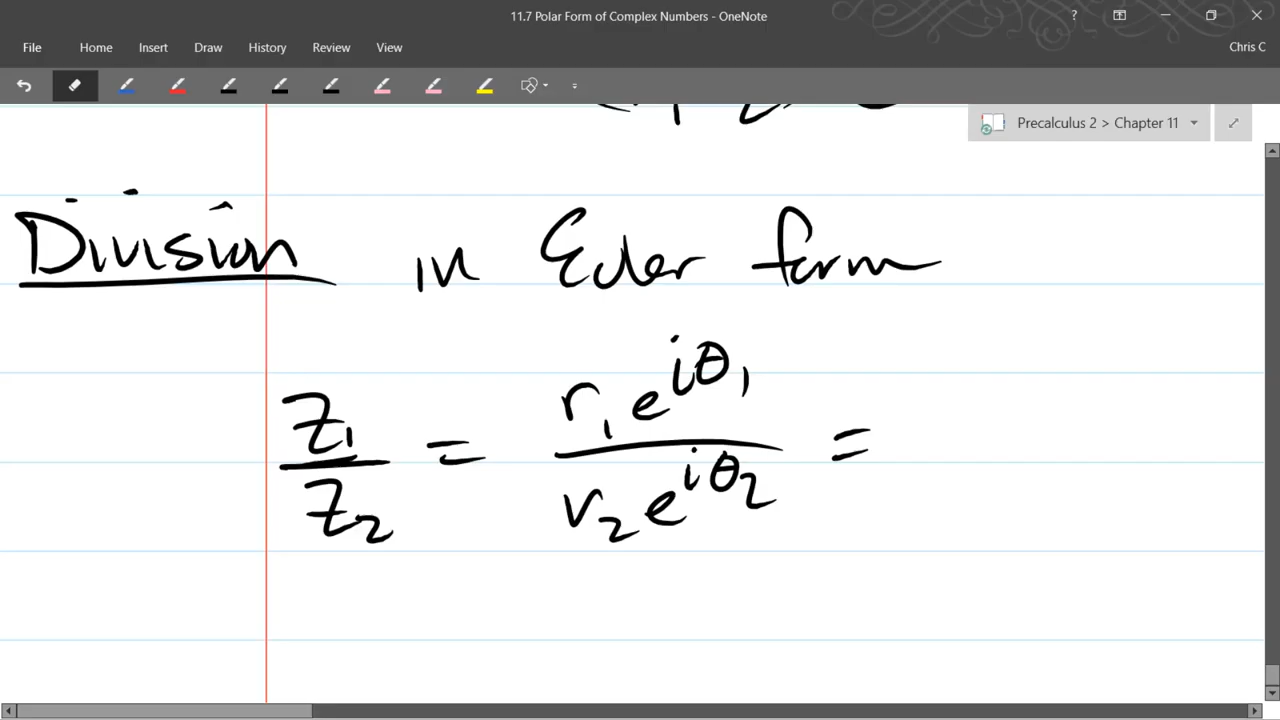 11.7 Polar Form of Complex Numbers - OneNote
?
Chris C
File Home Insert Draw History Review View
Precalculus 2 > Chapter 11
Division in Euler form
z₁/z₂ = r₁e^{iθ₁}/r₂e^{iθ₂} =